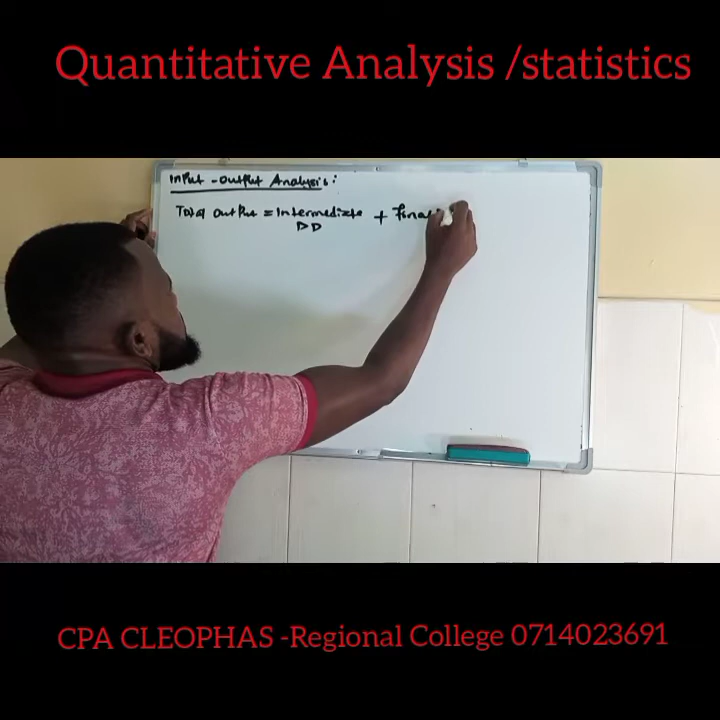 Quantitative Analysis /statistics
Input - output Analysis:
Total output = Intermediate + Final
DD
CPA CLEOPHAS -Regional College 0714023691